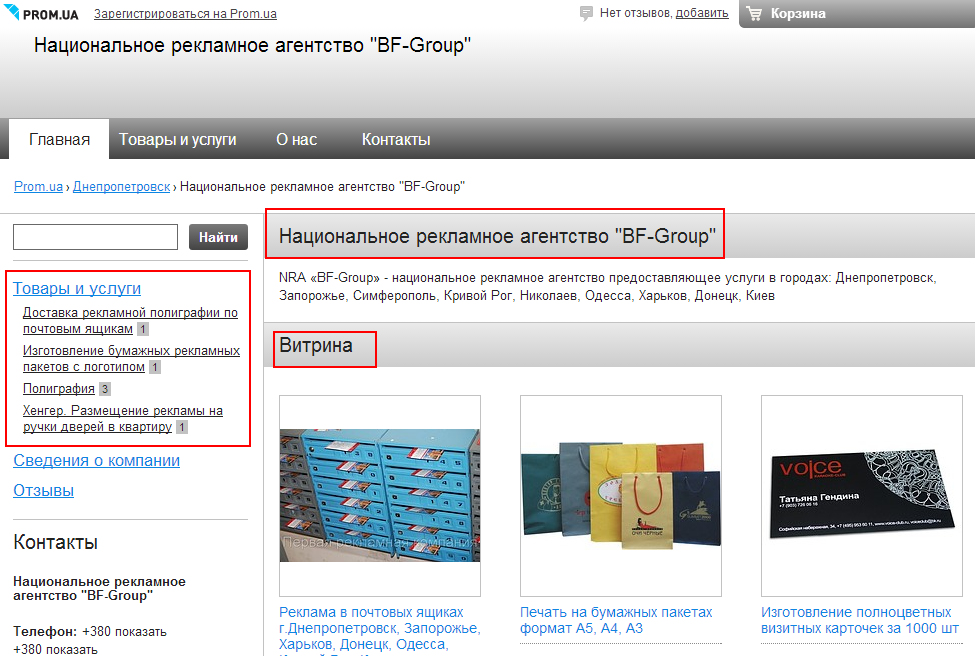 PROM.UA Зарегистрироваться на Prom.ua Нет отзывов, добавить Корзина
Национальное рекламное агентство "BF-Group"
Главная Товары и услуги О нас Контакты
Prom.ua › Днепропетровск › Национальное рекламное агентство "BF-Group"
Найти
Товары и услуги
Доставка рекламной полиграфии по
почтовым ящикам 1
Изготовление бумажных рекламных
пакетов с логотипом 1
Полиграфия 3
Хенгер. Размещение рекламы на
ручки дверей в квартиру 1
Сведения о компании
Отзывы
Контакты
Национальное рекламное
агентство "BF-Group"
Телефон: +380 показать
+380 показать
Национальное рекламное агентство "BF-Group"
NRA «BF-Group» - национальное рекламное агентство предоставляющее услуги в городах: Днепропетровск,
Запорожье, Симферополь, Кривой Рог, Николаев, Одесса, Харьков, Донецк, Киев
Витрина
Первая рекламная компания
Реклама в почтовых ящиках
г.Днепропетровск, Запорожье,
Харьков, Донецк, Одесса,
ОЧИ ЧЁРНЫЕ
Печать на бумажных пакетах
формат А5, А4, А3
voice
Татьяна Гендина
Изготовление полноцветных
визитных карточек за 1000 шт